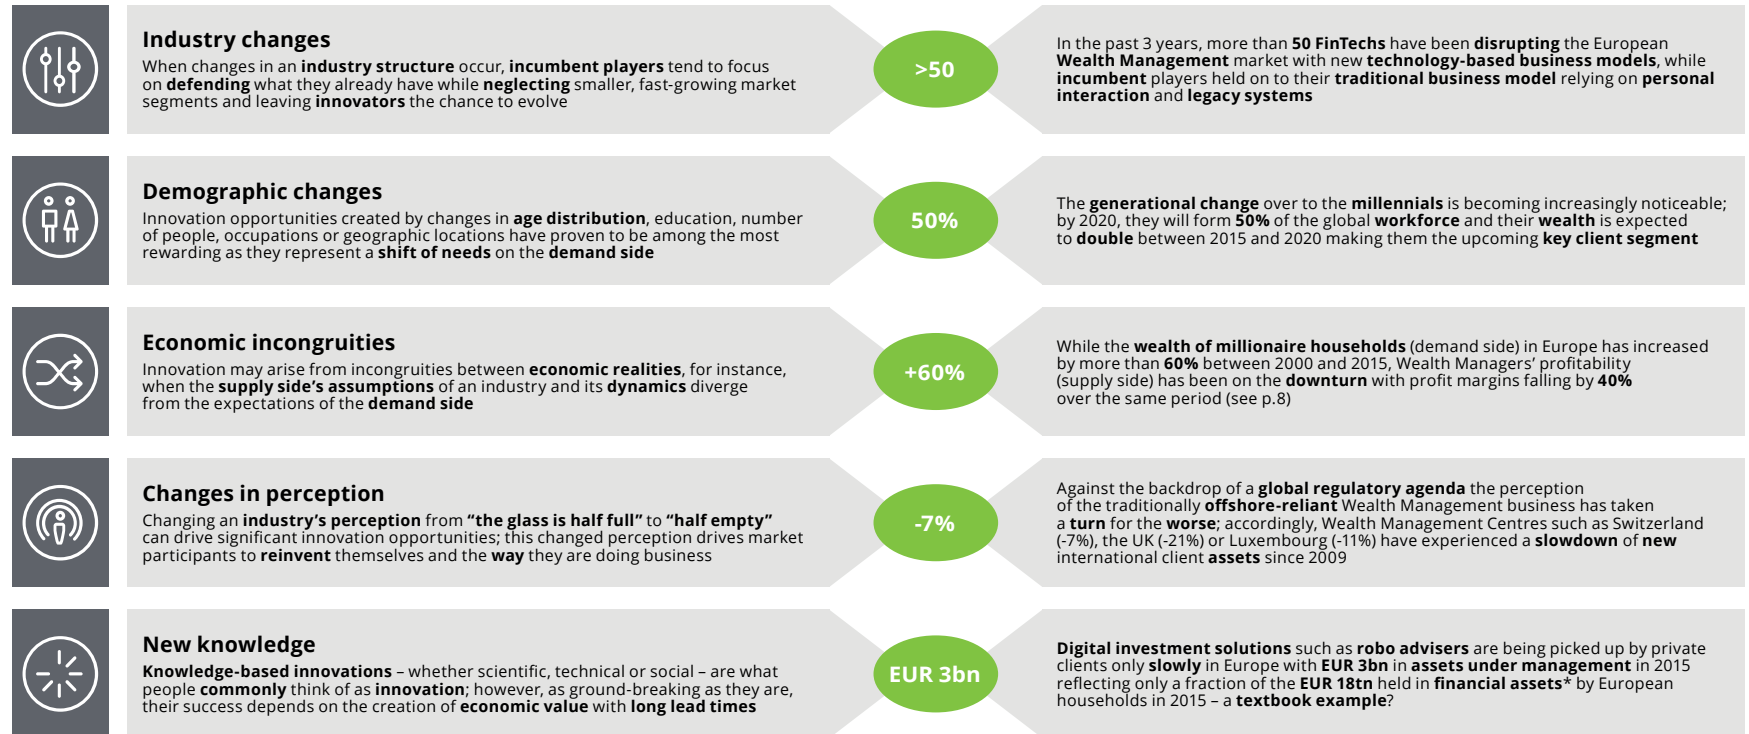 Industry changes
When changes in an industry structure occur, incumbent players tend to focus
on defending what they already have while neglecting smaller, fast-growing market
segments and leaving innovators the chance to evolve
>50
In the past 3 years, more than 50 FinTechs have been disrupting the European
Wealth Management market with new technology-based business models, while
incumbent players held on to their traditional business model relying on personal
interaction and legacy systems
Demographic changes
Innovation opportunities created by changes in age distribution, education, number
of people, occupations or geographic locations have proven to be among the most
rewarding as they represent a shift of needs on the demand side
50%
The generational change over to the millennials is becoming increasingly noticeable;
by 2020, they will form 50% of the global workforce and their wealth is expected
to double between 2015 and 2020 making them the upcoming key client segment
Economic incongruities
Innovation may arise from incongruities between economic realities, for instance,
when the supply side's assumptions of an industry and its dynamics diverge
from the expectations of the demand side
+60%
While the wealth of millionaire households (demand side) in Europe has increased
by more than 60% between 2000 and 2015, Wealth Managers' profitability
(supply side) has been on the downturn with profit margins falling by 40%
over the same period (see p.8)
Changes in perception
Changing an industry's perception from “the glass is half full” to “half empty”
can drive significant innovation opportunities; this changed perception drives market
participants to reinvent themselves and the way they are doing business
-7%
Against the backdrop of a global regulatory agenda the perception
of the traditionally offshore-reliant Wealth Management business has taken
a turn for the worse; accordingly, Wealth Management Centres such as Switzerland
(-7%), the UK (-21%) or Luxembourg (-11%) have experienced a slowdown of new
international client assets since 2009
New knowledge
Knowledge-based innovations – whether scientific, technical or social – are what
people commonly think of as innovation; however, as ground-breaking as they are,
their success depends on the creation of economic value with long lead times
EUR 3bn
Digital investment solutions such as robo advisers are being picked up by private
clients only slowly in Europe with EUR 3bn in assets under management in 2015
reflecting only a fraction of the EUR 18tn held in financial assets* by European
households in 2015 – a textbook example?